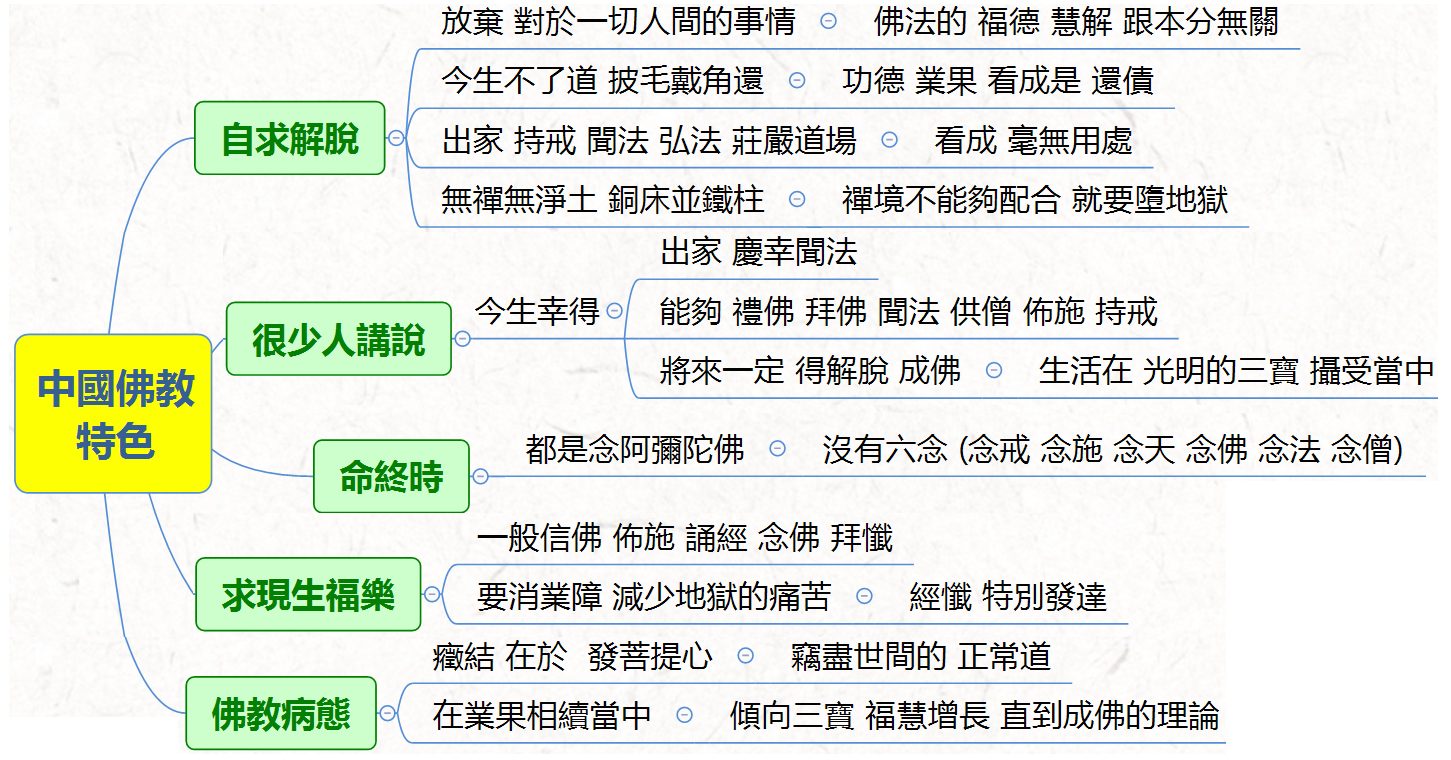 中國佛教
特色
自求解脫
放棄 對於一切人間的事情 佛法的 福德 慧解 跟本分無關
今生不了道 披毛戴角還 功德 業果 看成是 還債
出家 持戒 聞法 弘法 莊嚴道場 看成 毫無用處
無禪無淨土 銅床並鐵柱 禪境不能夠配合 就要墮地獄
很少人講說
今生幸得
出家 慶幸聞法
能夠 禮佛 拜佛 聞法 供僧 佈施 持戒
將來一定 得解脫 成佛 生活在 光明的三寶 攝受當中
命終時
都是念阿彌陀佛 沒有六念 (念戒 念施 念天 念佛 念法 念僧)
求現生福樂
一般信佛 佈施 誦經 念佛 拜懺
要消業障 減少地獄的痛苦 經懺 特別發達
佛教病態
癥結 在於 發菩提心 竊盡世間的 正常道
在業果相續當中 傾向三寶 福慧增長 直到成佛的理論